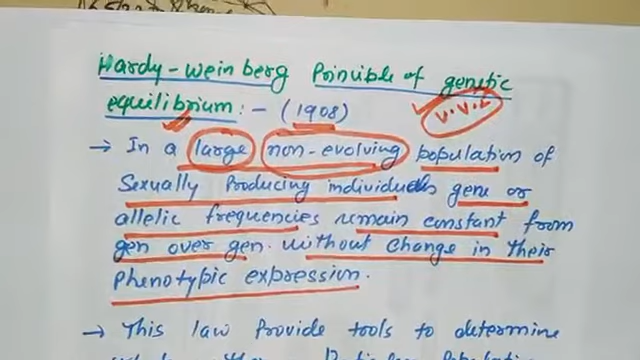 Hardy-Weinberg Principle of genetic
equilibrium :- (1908) V.V.I
→ In a large non-evolving population of
Sexually Producing individuals gene or
allelic frequencies remain constant from
gen over gen. without change in their
Phenotypic expression.
→ This law Provide tools to determine